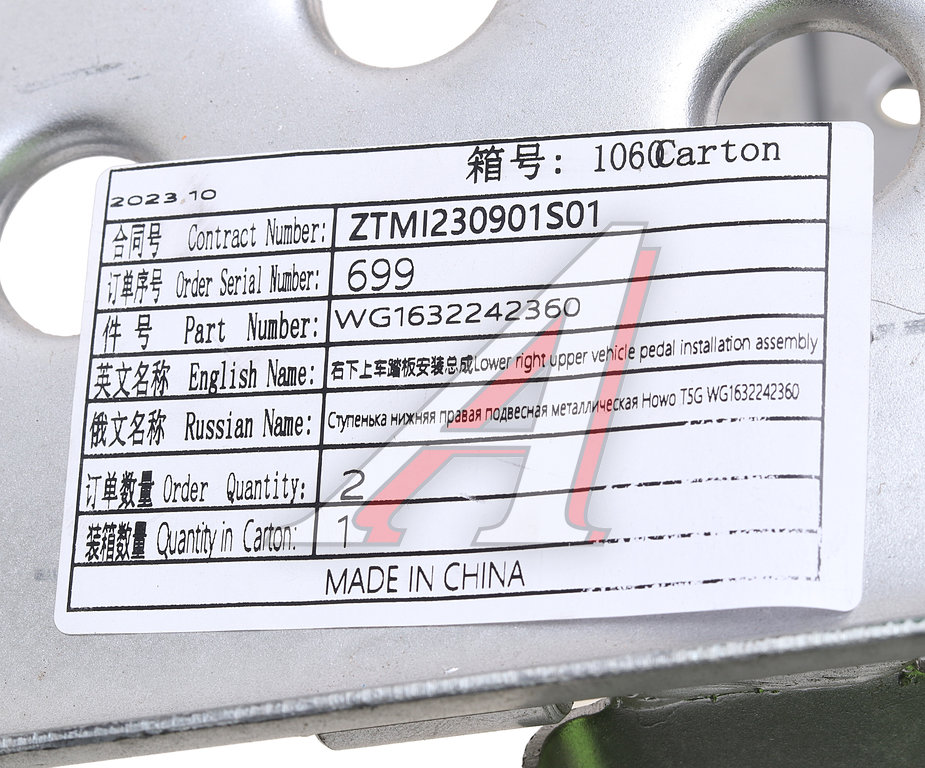 箱号: 1060Carton
2023.10
合同号 Contract Number: ZTMI230901S01
订单序号 Order Serial Number: 699
件号 Part Number: WG1632242360
英文名称 English Name: 右下上车踏板安装总成Lower right upper vehicle pedal installation assembly
俄文名称 Russian Name: Ступенька нижняя правая подвесная металлическая Howo T5G WG1632242360
订单数量 Order Quantity: 2
装箱数量 Quantity in Carton: 1
MADE IN CHINA